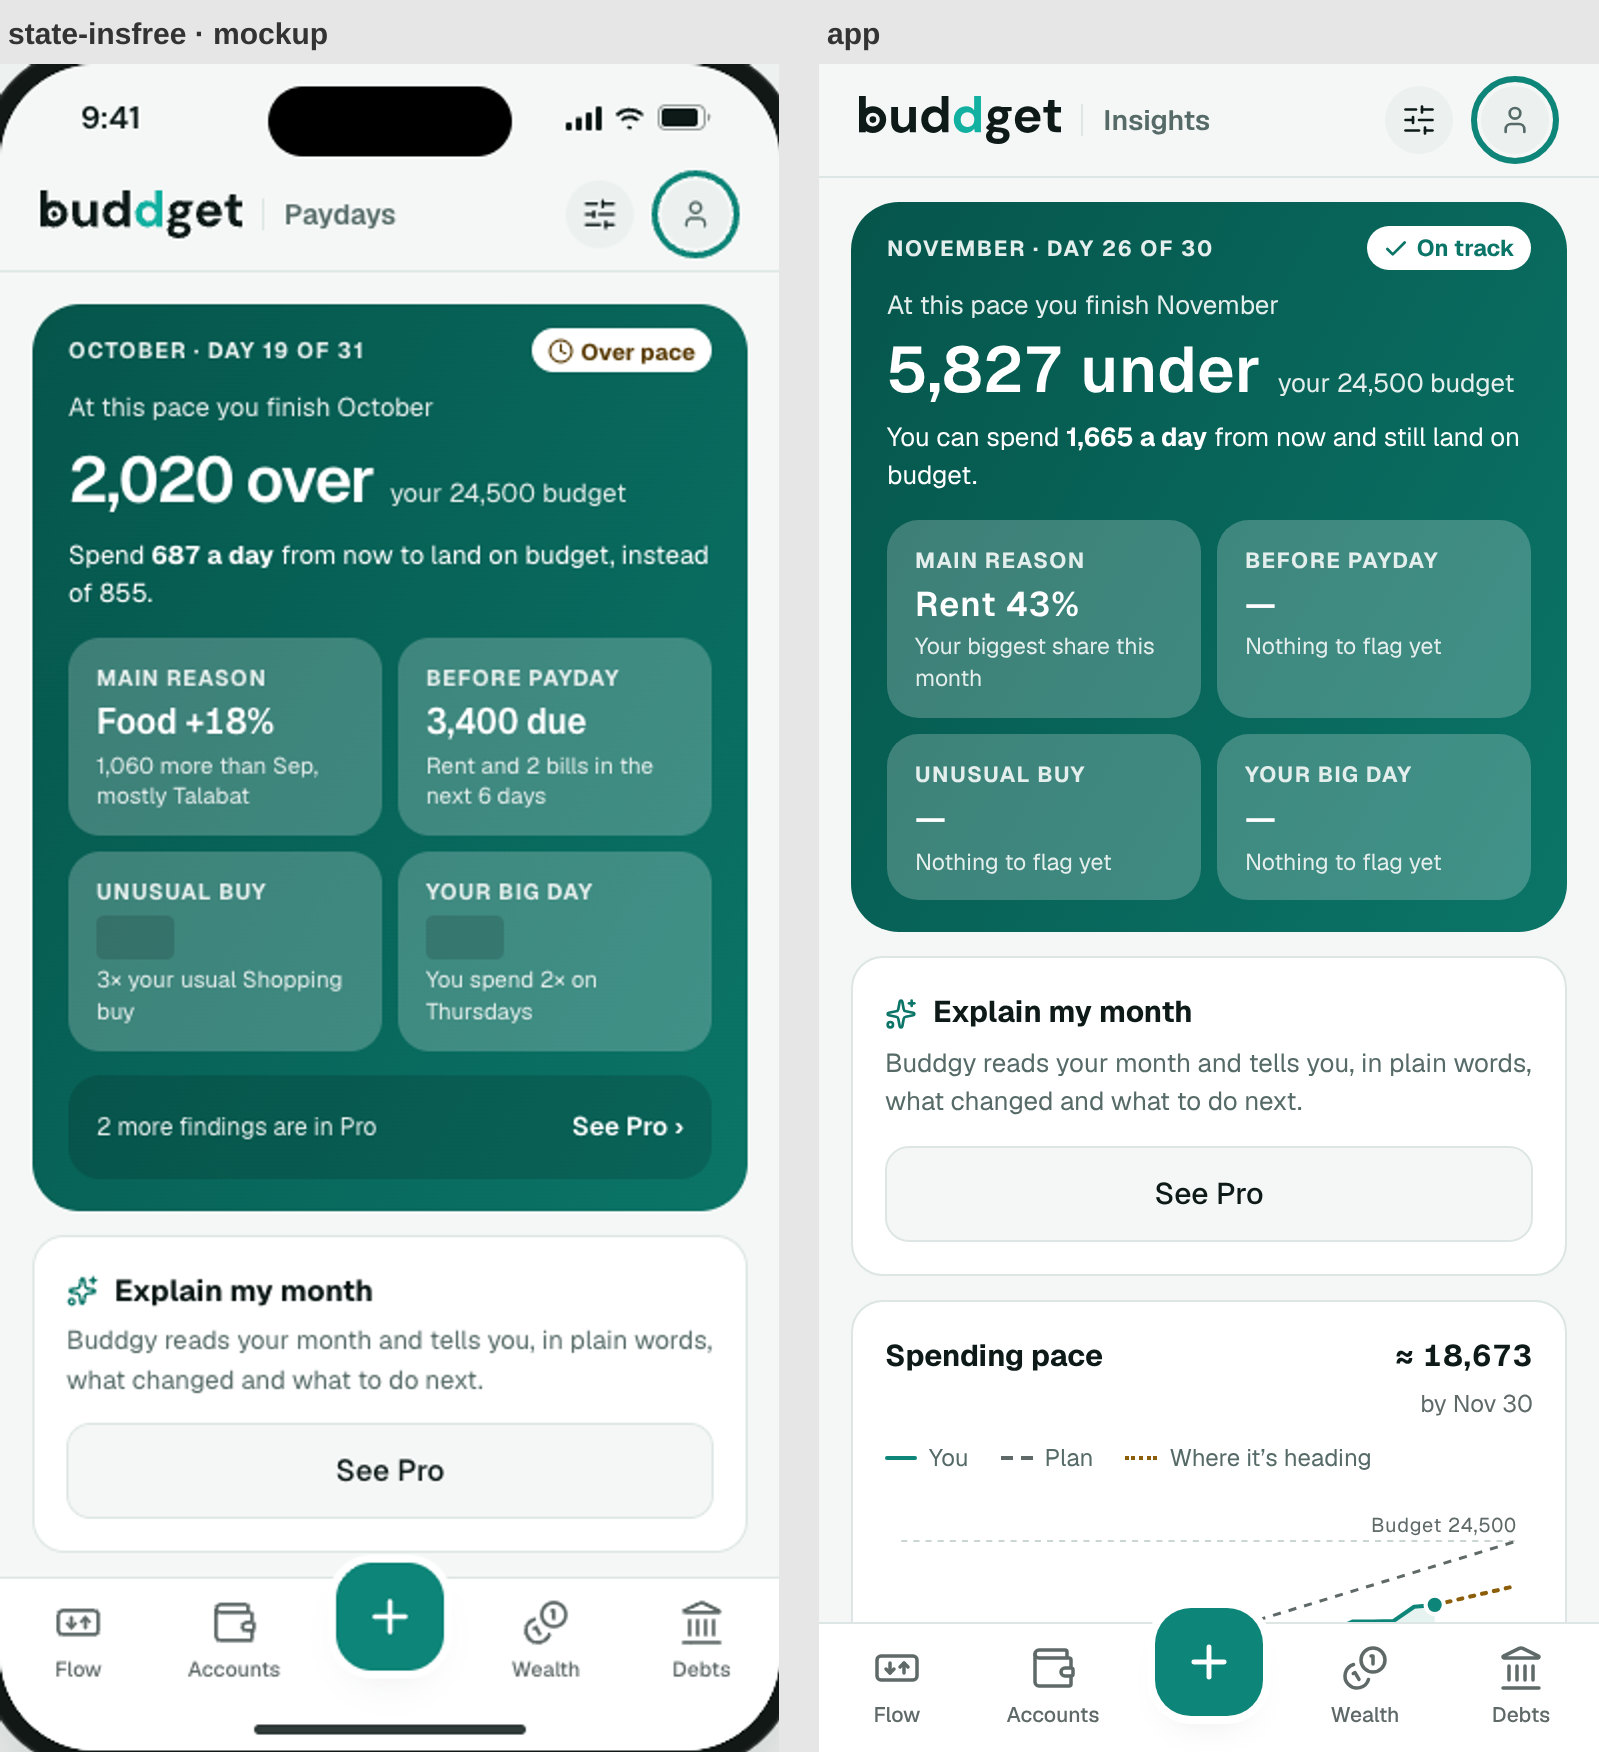 state-insfree · mockup
9:41
buddget
Paydays
OCTOBER · DAY 19 OF 31
Over pace
At this pace you finish October
2,020 over your 24,500 budget
Spend 687 a day from now to land on budget, instead
of 855.
MAIN REASON
Food +18%
1,060 more than Sep,
mostly Talabat
BEFORE PAYDAY
3,400 due
Rent and 2 bills in the
next 6 days
UNUSUAL BUY
3× your usual Shopping
buy
YOUR BIG DAY
You spend 2× on
Thursdays
2 more findings are in Pro
See Pro ›
Explain my month
Buddgy reads your month and tells you, in plain words,
what changed and what to do next.
See Pro
Flow
Accounts
Wealth
Debts
app
buddget
Insights
NOVEMBER · DAY 26 OF 30
On track
At this pace you finish November
5,827 under your 24,500 budget
You can spend 1,665 a day from now and still land on
budget.
MAIN REASON
Rent 43%
Your biggest share this
month
BEFORE PAYDAY
—
Nothing to flag yet
UNUSUAL BUY
—
Nothing to flag yet
YOUR BIG DAY
—
Nothing to flag yet
Explain my month
Buddgy reads your month and tells you, in plain words,
what changed and what to do next.
See Pro
Spending pace
≈ 18,673
by Nov 30
You
Plan
Where it’s heading
Budget 24,500
Flow
Accounts
Wealth
Debts